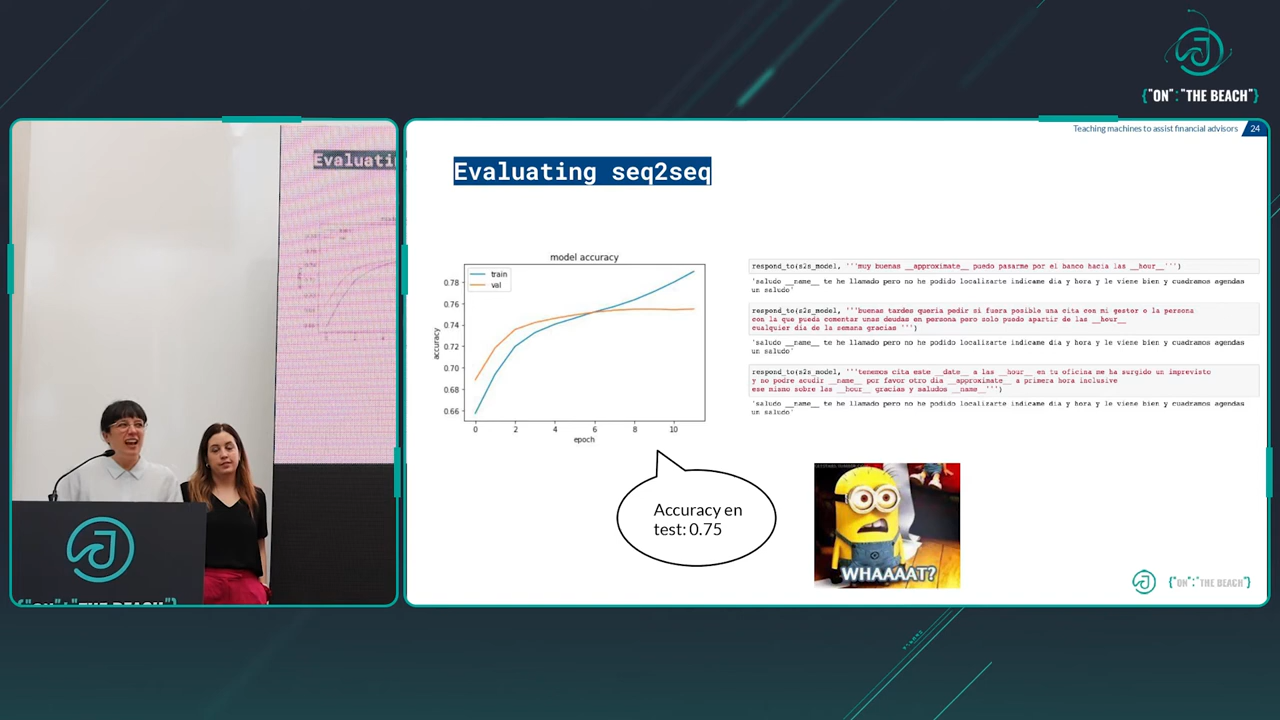 {"ON":"THE BEACH"}
Evaluati
Teaching machines to assist financial advisors 24
Evaluating seq2seq
model accuracy
train
val
0.78
0.76
0.74
0.72
0.70
0.68
0.66
accuracy
0 2 4 6 8 10
epoch
respond_to(s2s_model, '''muy buenas __approximate__ puedo pasarme por el banco hacia las __hour__''')
'saludo __name__ te he llamado pero no he podido localizarte indicame dia y hora y le viene bien y cuadramos agendas
un saludo'
respond_to(s2s_model, '''buenas tardes queria pedir si fuera posible una cita con mi gestor o la persona
con la que pueda comentar unas deudas en persona pero solo puedo apartir de las __hour__
cualquier dia de la semana gracias ''')
'saludo __name__ te he llamado pero no he podido localizarte indicame dia y hora y le viene bien y cuadramos agendas
un saludo'
respond_to(s2s_model, '''tenemos cita este __date__ a las __hour__ en tu oficina me ha surgido un imprevisto
y no podre acudir __name__ por favor otro dia __approximate__ a primera hora inclusive
ese mismo sobre las __hour__ gracias y saludos __name__''')
'saludo __name__ te he llamado pero no he podido localizarte indicame dia y hora y le viene bien y cuadramos agendas
un saludo'
Accuracy en
test: 0.75
WHAAAAT?
{"ON":"THE BEACH"}
"ON":"THE BEACH"}